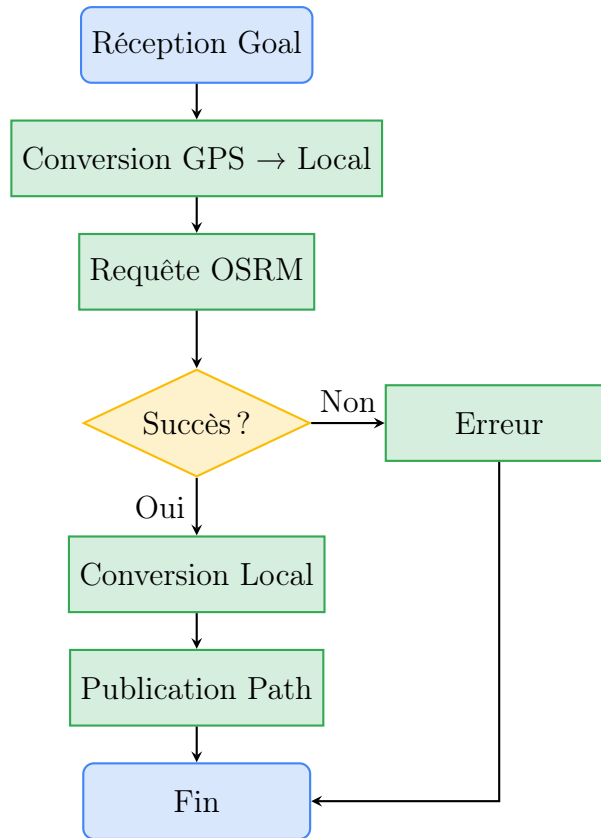 Réception Goal
Conversion GPS → Local
Requête OSRM
Succès ?
Non
Erreur
Oui
Conversion Local
Publication Path
Fin